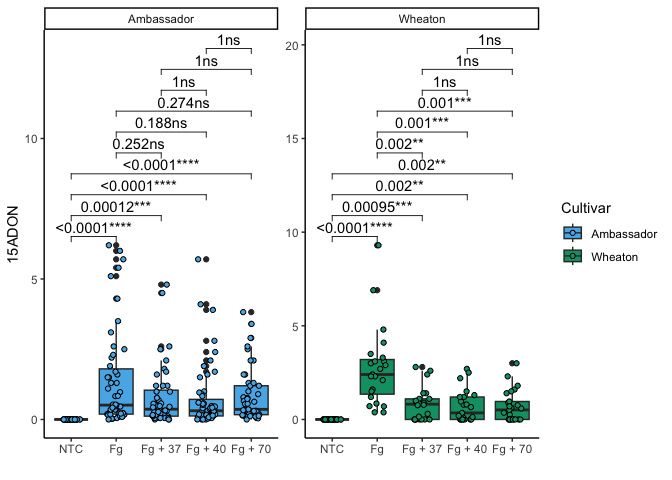 Ambassador
Wheaton
15ADON
0
5
10
1ns
1ns
1ns
0.274ns
0.188ns
0.252ns
<0.0001****
<0.0001****
0.00012***
<0.0001****
NTC
Fg
Fg + 37
Fg + 40
Fg + 70
20
15
10
5
0
1ns
1ns
1ns
0.001***
0.001***
0.002**
0.002**
0.002**
0.00095***
<0.0001****
NTC
Fg
Fg + 37
Fg + 40
Fg + 70
Cultivar
Ambassador
Wheaton